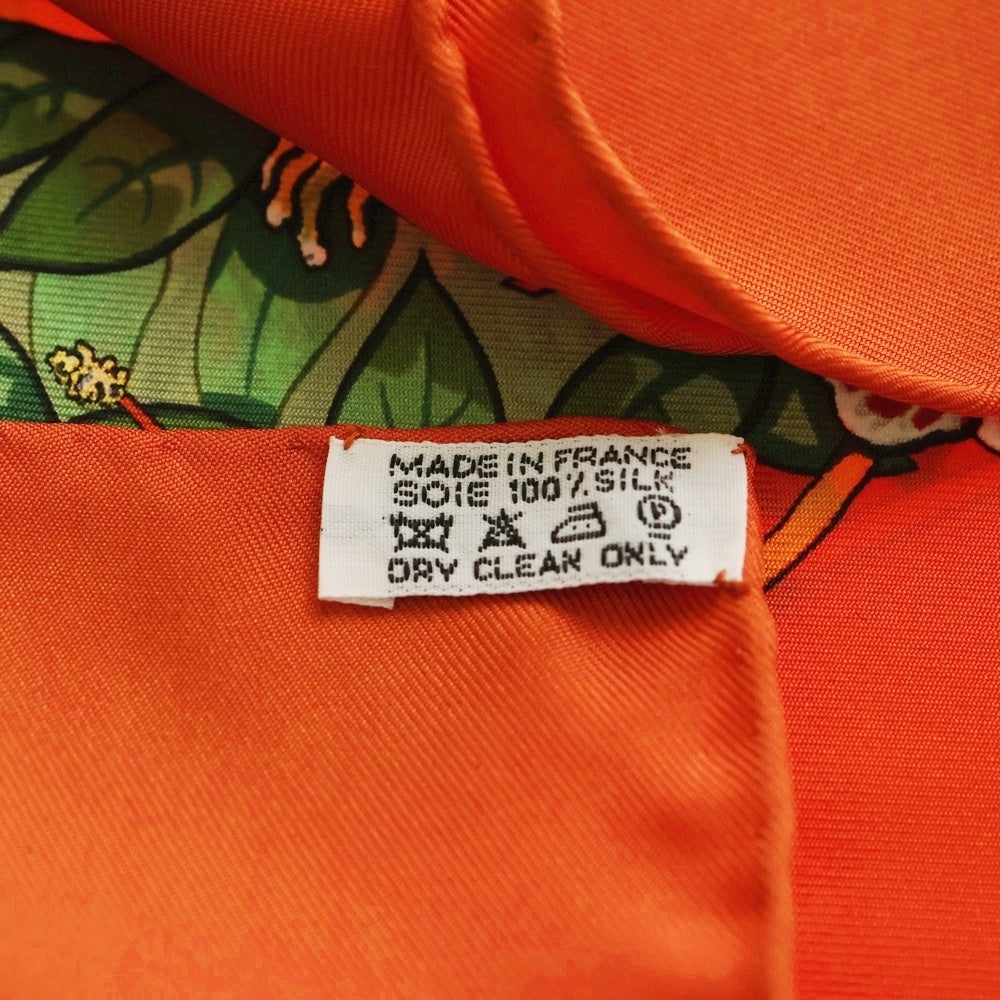 MADE IN FRANCE
SOIE 100% SILK
DRY CLEAN ONLY